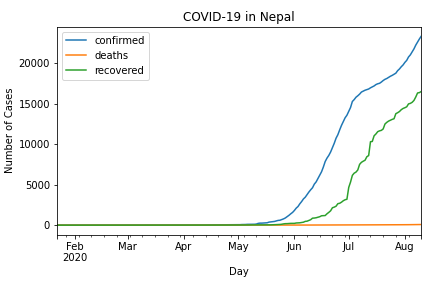 COVID-19 in Nepal
confirmed
deaths
recovered
Number of Cases
20000
15000
10000
5000
0
Feb Mar Apr May Jun Jul Aug
2020
Day